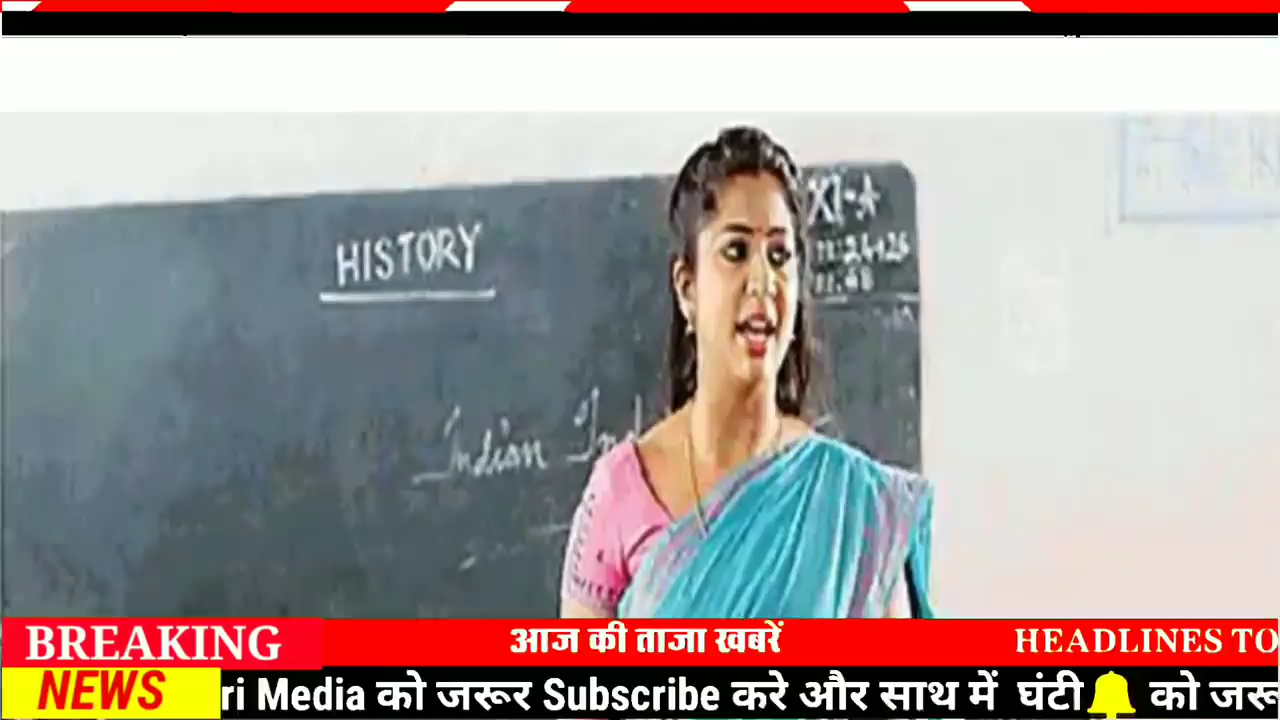 XI-A
HISTORY
Indian
BREAKING
आज की ताजा खबरें
HEADLINES TO
NEWS
ri Media को जरूर Subscribe करे और साथ में घंटी 🔔 को जरू